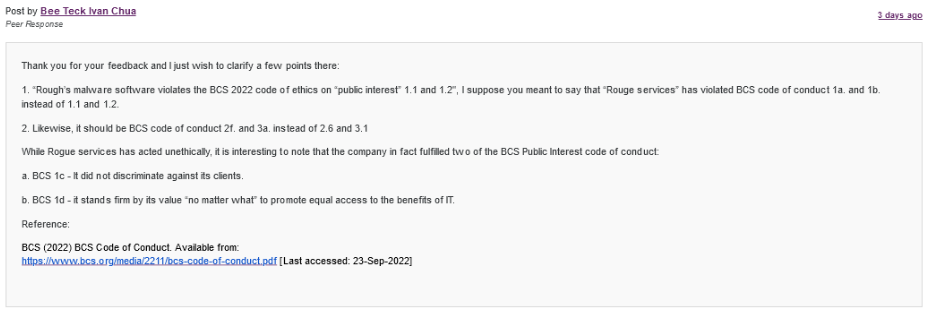 Post by Bee Teck Ivan Chua
3 days ago
Peer Response
Thank you for your feedback and I just wish to clarify a few points there:
1. “Rough's malware software violates the BCS 2022 code of ethics on “public interest” 1.1 and 1.2”, I suppose you meant to say that “Rouge services” has violated BCS code of conduct 1a. and 1b.
instead of 1.1 and 1.2.
2. Likewise, it should be BCS code of conduct 2f. and 3a. instead of 2.6 and 3.1
While Rogue services has acted unethically, it is interesting to note that the company in fact fulfilled two of the BCS Public Interest code of conduct:
a. BCS 1c - It did not discriminate against its clients.
b. BCS 1d - it stands firm by its value “no matter what” to promote equal access to the benefits of IT.
Reference:
BCS (2022) BCS Code of Conduct. Available from:
https://www.bcs.org/media/2211/bcs-code-of-conduct.pdf [Last accessed: 23-Sep-2022]